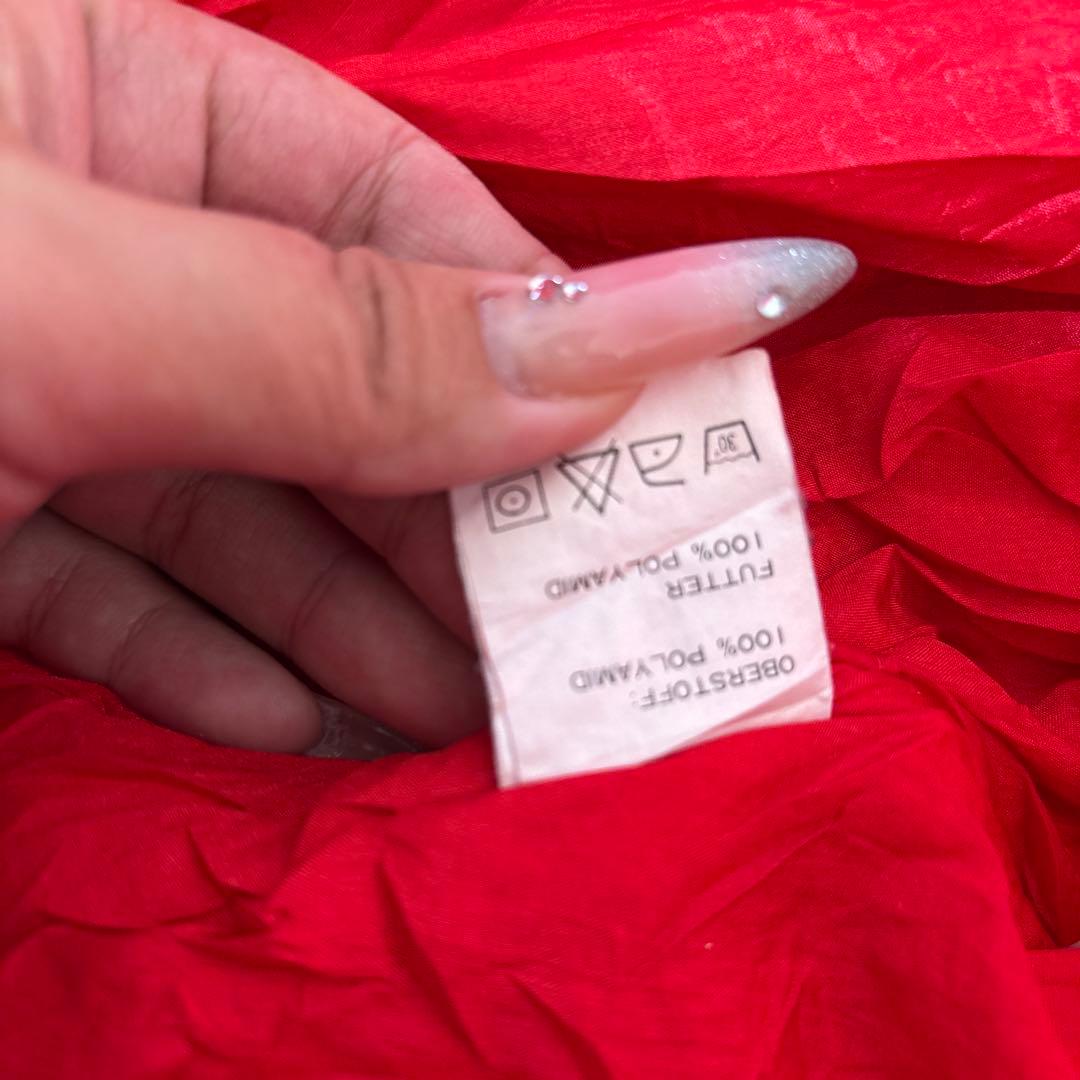 OBERSTOFF:
100% POLYAMID
FUTTER
100% POLYAMID
30°